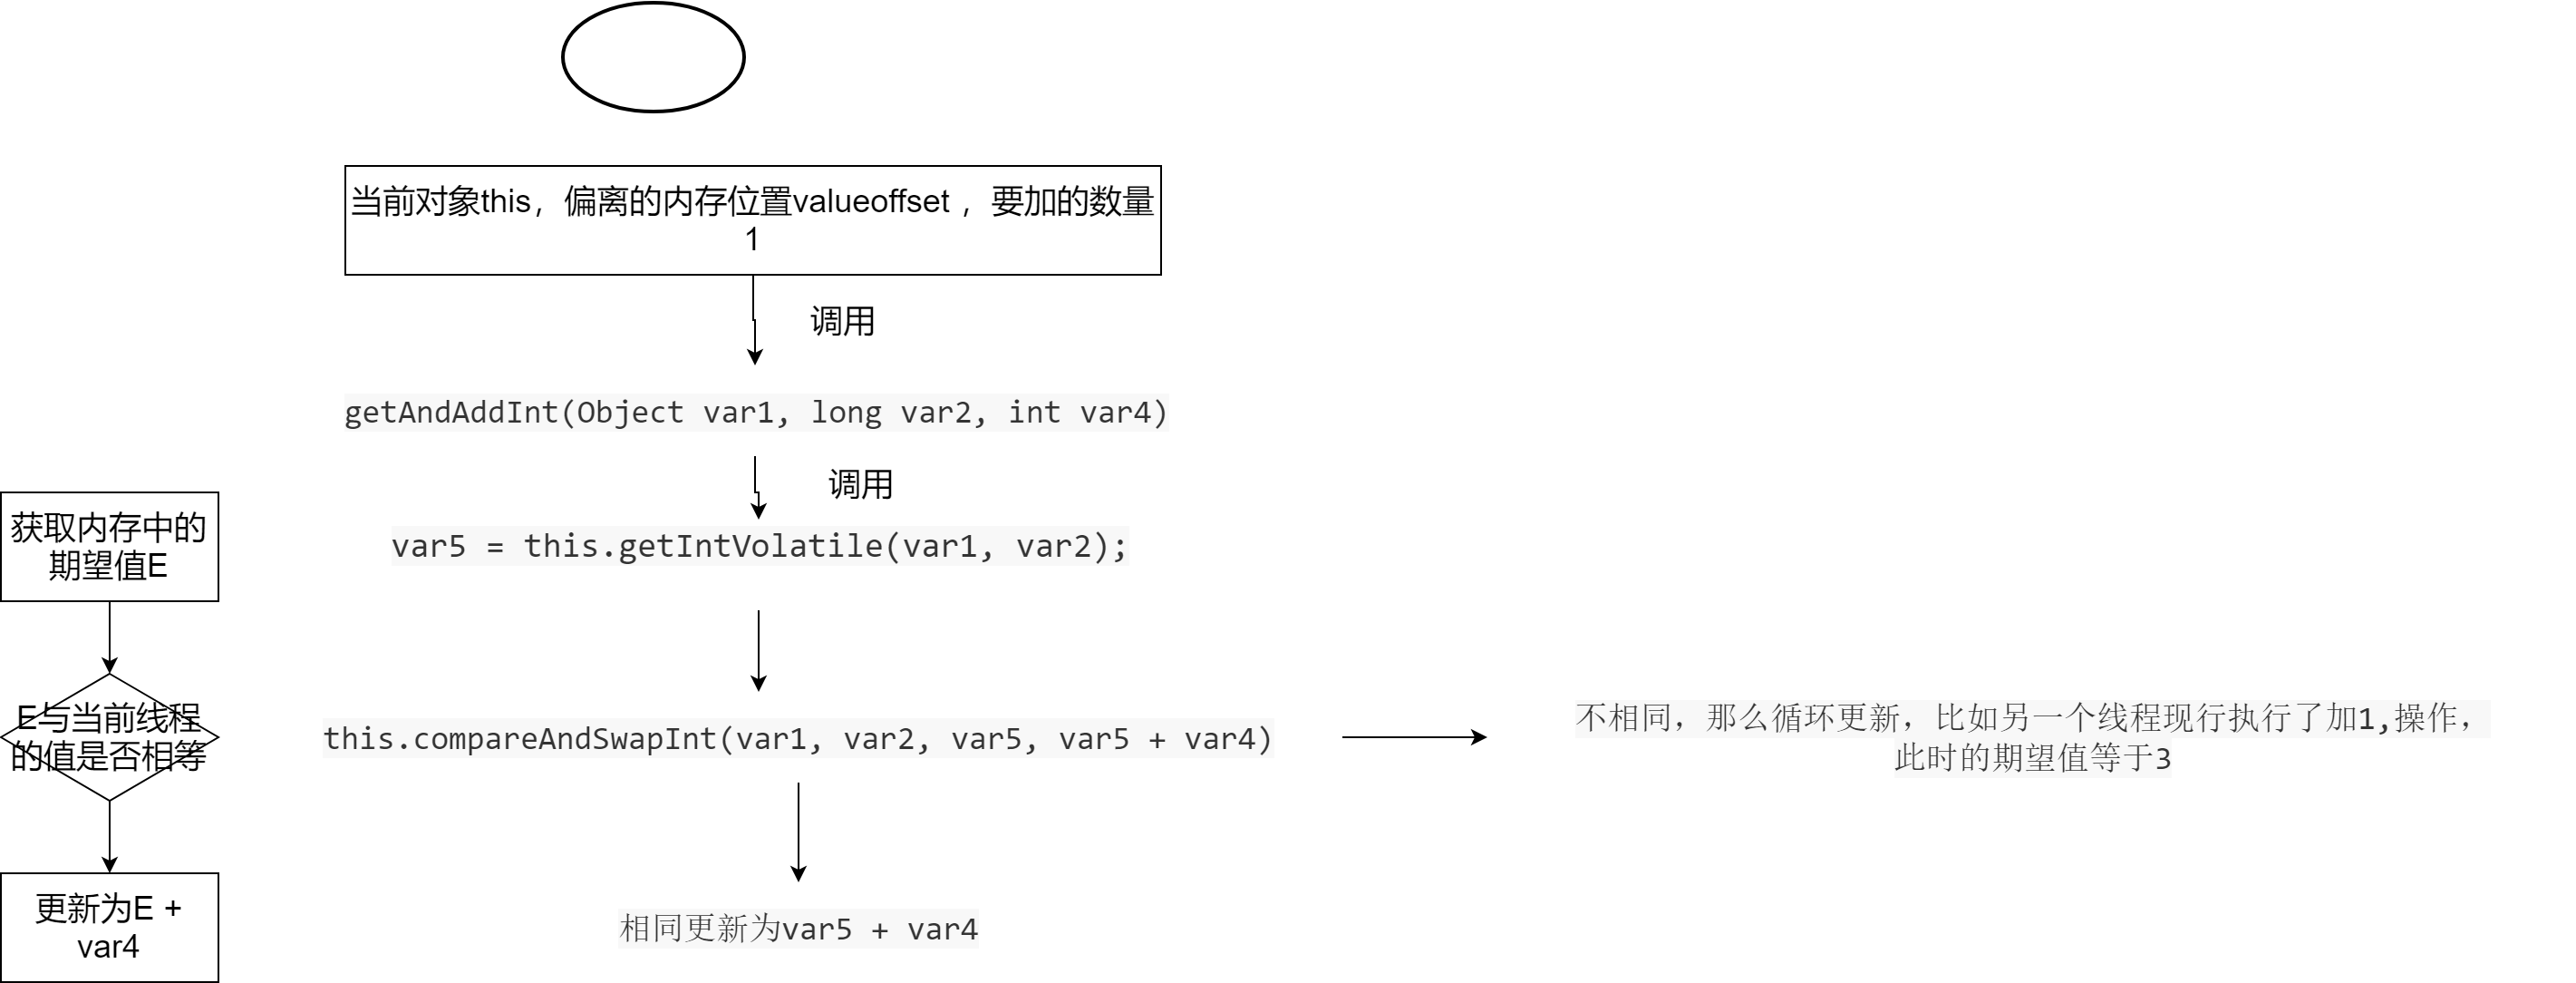 当前对象this，偏离的内存位置valueoffset ，要加的数量
1
调用
getAndAddInt(Object var1, long var2, int var4)
调用
var5 = this.getIntVolatile(var1, var2);
获取内存中的
期望值E
E与当前线程
的值是否相等
this.compareAndSwapInt(var1, var2, var5, var5 + var4)
不相同，那么循环更新，比如另一个线程现行执行了加1,操作，
此时的期望值等于3
更新为E +
var4
相同更新为var5 + var4